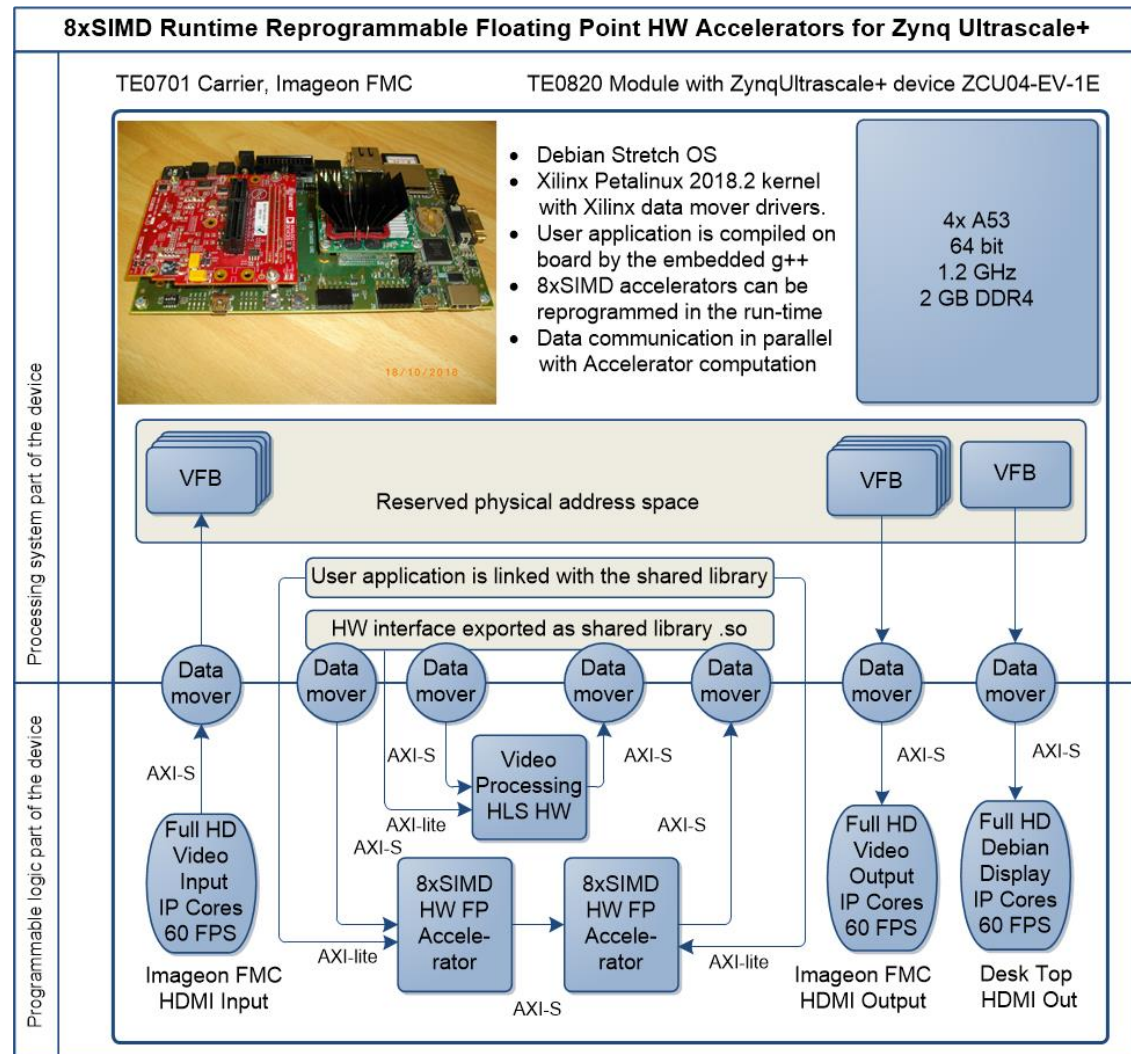 8xSIMD Runtime Reprogrammable Floating Point HW Accelerators for Zynq Ultrascale+
TE0701 Carrier, Imageon FMC
TE0820 Module with ZynqUltrascale+ device ZCU04-EV-1E
Processing system part of the device
18/10/2018
• Debian Stretch OS
• Xilinx Petalinux 2018.2 kernel
with Xilinx data mover drivers.
• User application is compiled on
board by the embedded g++
• 8xSIMD accelerators can be
reprogrammed in the run-time
• Data communication in parallel
with Accelerator computation
4x A53
64 bit
1.2 GHz
2 GB DDR4
VFB
Reserved physical address space
VFB
VFB
User application is linked with the shared library
HW interface exported as shared library .so
Data
mover
Data
mover
Data
mover
Data
mover
Data
mover
Data
mover
Data
mover
Programmable logic part of the device
AXI-S
AXI-S
Video
Processing
HLS HW
AXI-S
AXI-S
AXI-S
AXI-lite
AXI-S
AXI-S
Full HD
Video
Input
IP Cores
60 FPS
8xSIMD
HW FP
Accele-
rator
8xSIMD
HW FP
Accele-
rator
Full HD
Video
Output
IP Cores
60 FPS
Full HD
Debian
Display
IP Cores
60 FPS
AXI-lite
AXI-lite
AXI-S
Imageon FMC
HDMI Input
Imageon FMC
HDMI Output
Desk Top
HDMI Out